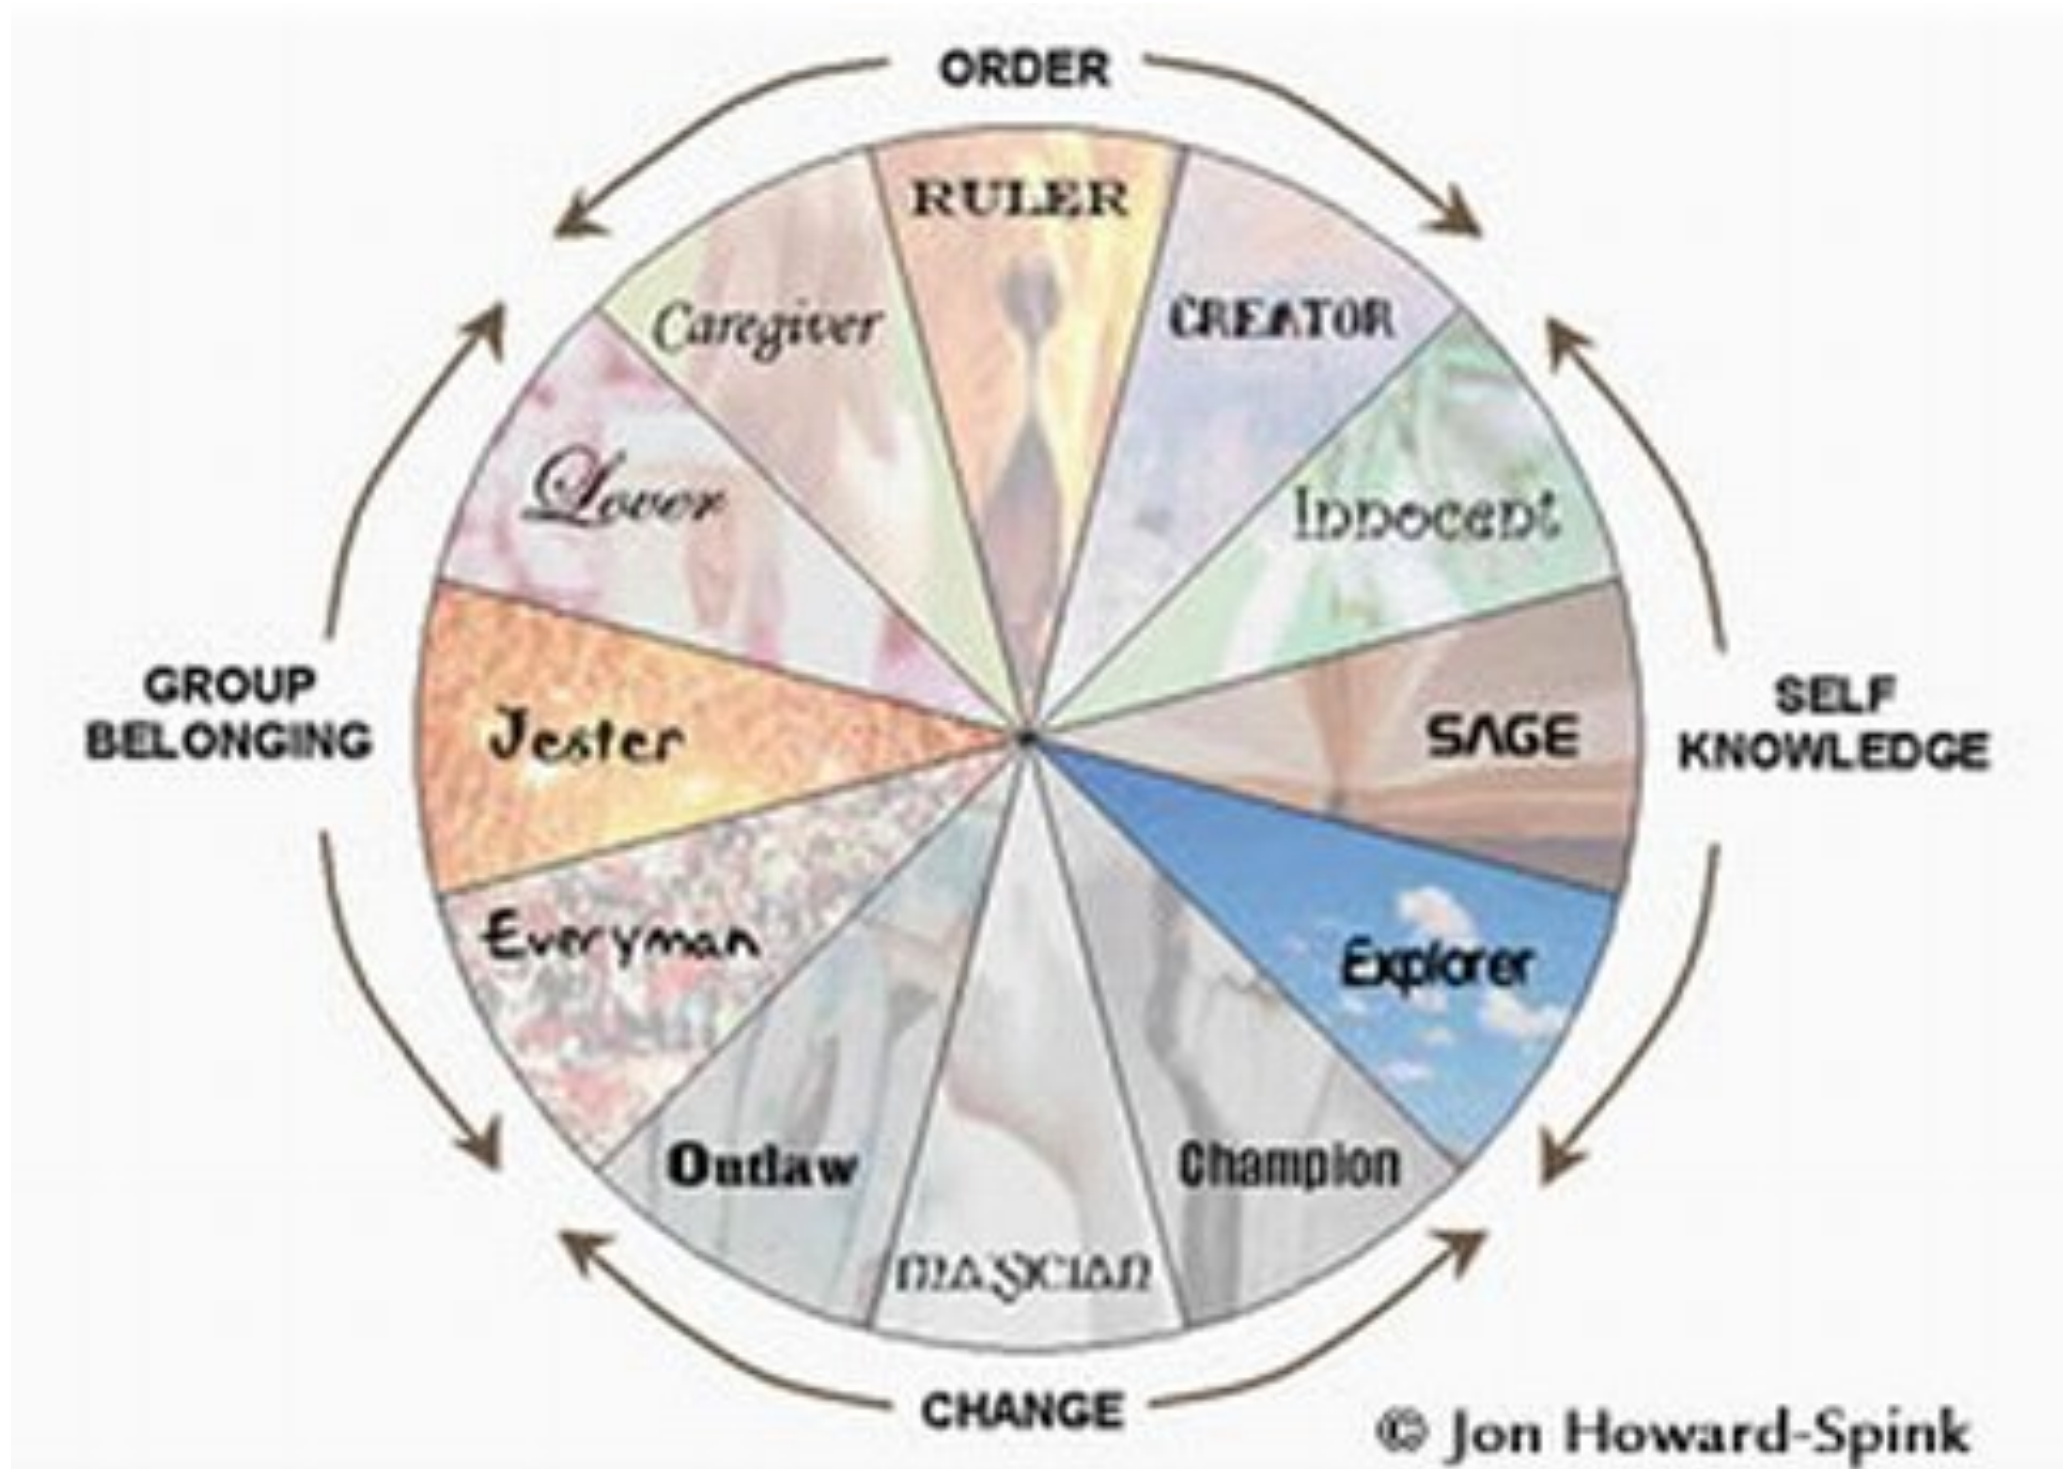 ORDER
RULER
Caregiver
CREATOR
Lover
Innocent
GROUP
BELONGING
Jester
SAGE
SELF
KNOWLEDGE
Everyman
Explorer
Outlaw
Champion
MAGICIAN
CHANGE
© Jon Howard-Spink